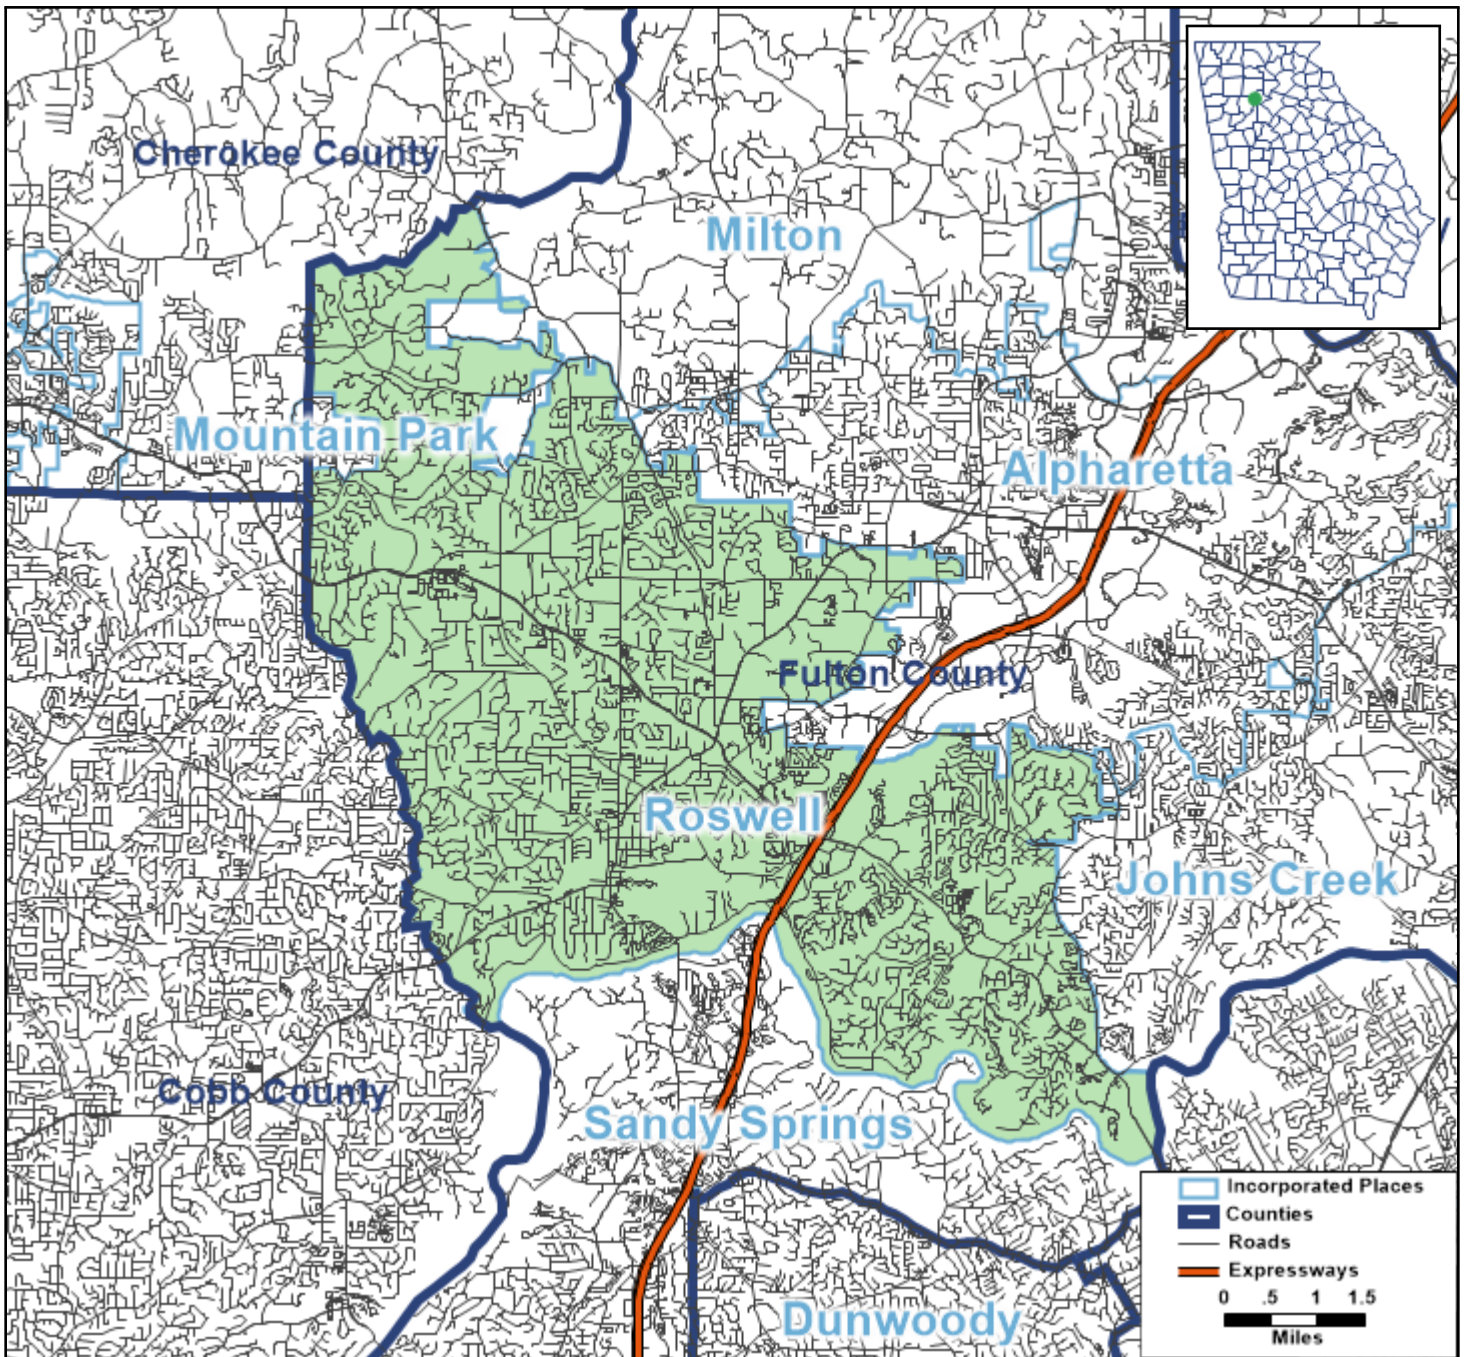 Cherokee County
Milton
Mountain Park
Alpharetta
Fulton County
Roswell
Johns Creek
Cobb County
Sandy Springs
Dunwoody
Incorporated Places
Counties
Roads
Expressways
0 .5 1 1.5
Miles